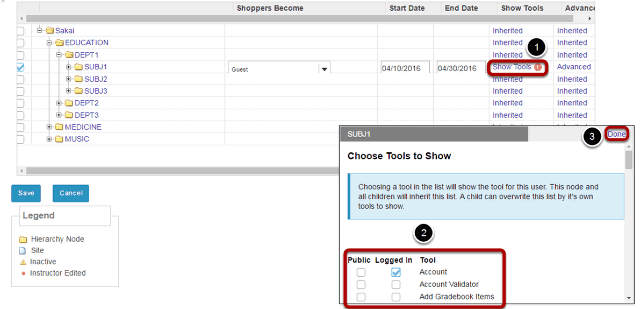 Shoppers Become Start Date End Date Show Tools Advanced
Sakai Inherited Inherited
EDUCATION Inherited Inherited
DEPT1 Inherited Inherited
SUBJ1 Guest 04/10/2016 04/30/2016 Show Tools Advanced
SUBJ2 Inherited Inherited
SUBJ3 Inherited Inherited
DEPT2 Inherited Inherited
DEPT3 Inherited Inherited
MEDICINE
MUSIC
1
Save Cancel
Legend
Hierarchy Node
Site
Inactive
Instructor Edited
SUBJ1 3 Done
Choose Tools to Show
Choosing a tool in the list will show the tool for this user. This node and
all children will inherit this list. A child can overwrite this list by it's own
tools to show.
2
Public Logged In Tool
Account
Account Validator
Add Gradebook Items